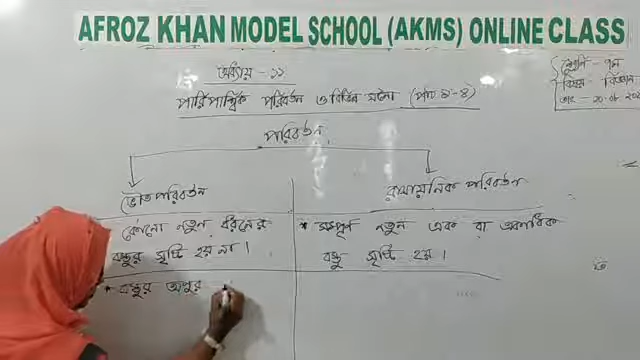 AFROZ KHAN MODEL SCHOOL (AKMS) ONLINE CLASS
অধ্যায় - ১১
শ্রেণি - ৭ম
বিষয় - বিজ্ঞান
পারিপার্শ্বিক পরিবর্তন ও বিভিন্ন
পরিবর্তন
ভৌত পরিবর্তন
রাসায়নিক পরিবর্তন
কোনো নতুন ধরনের
বস্তুর সৃষ্টি হয় না।
* সম্পূর্ণ নতুন এক বা একাধিক
বস্তু সৃষ্টি হয়।
* বস্তুর অণুর